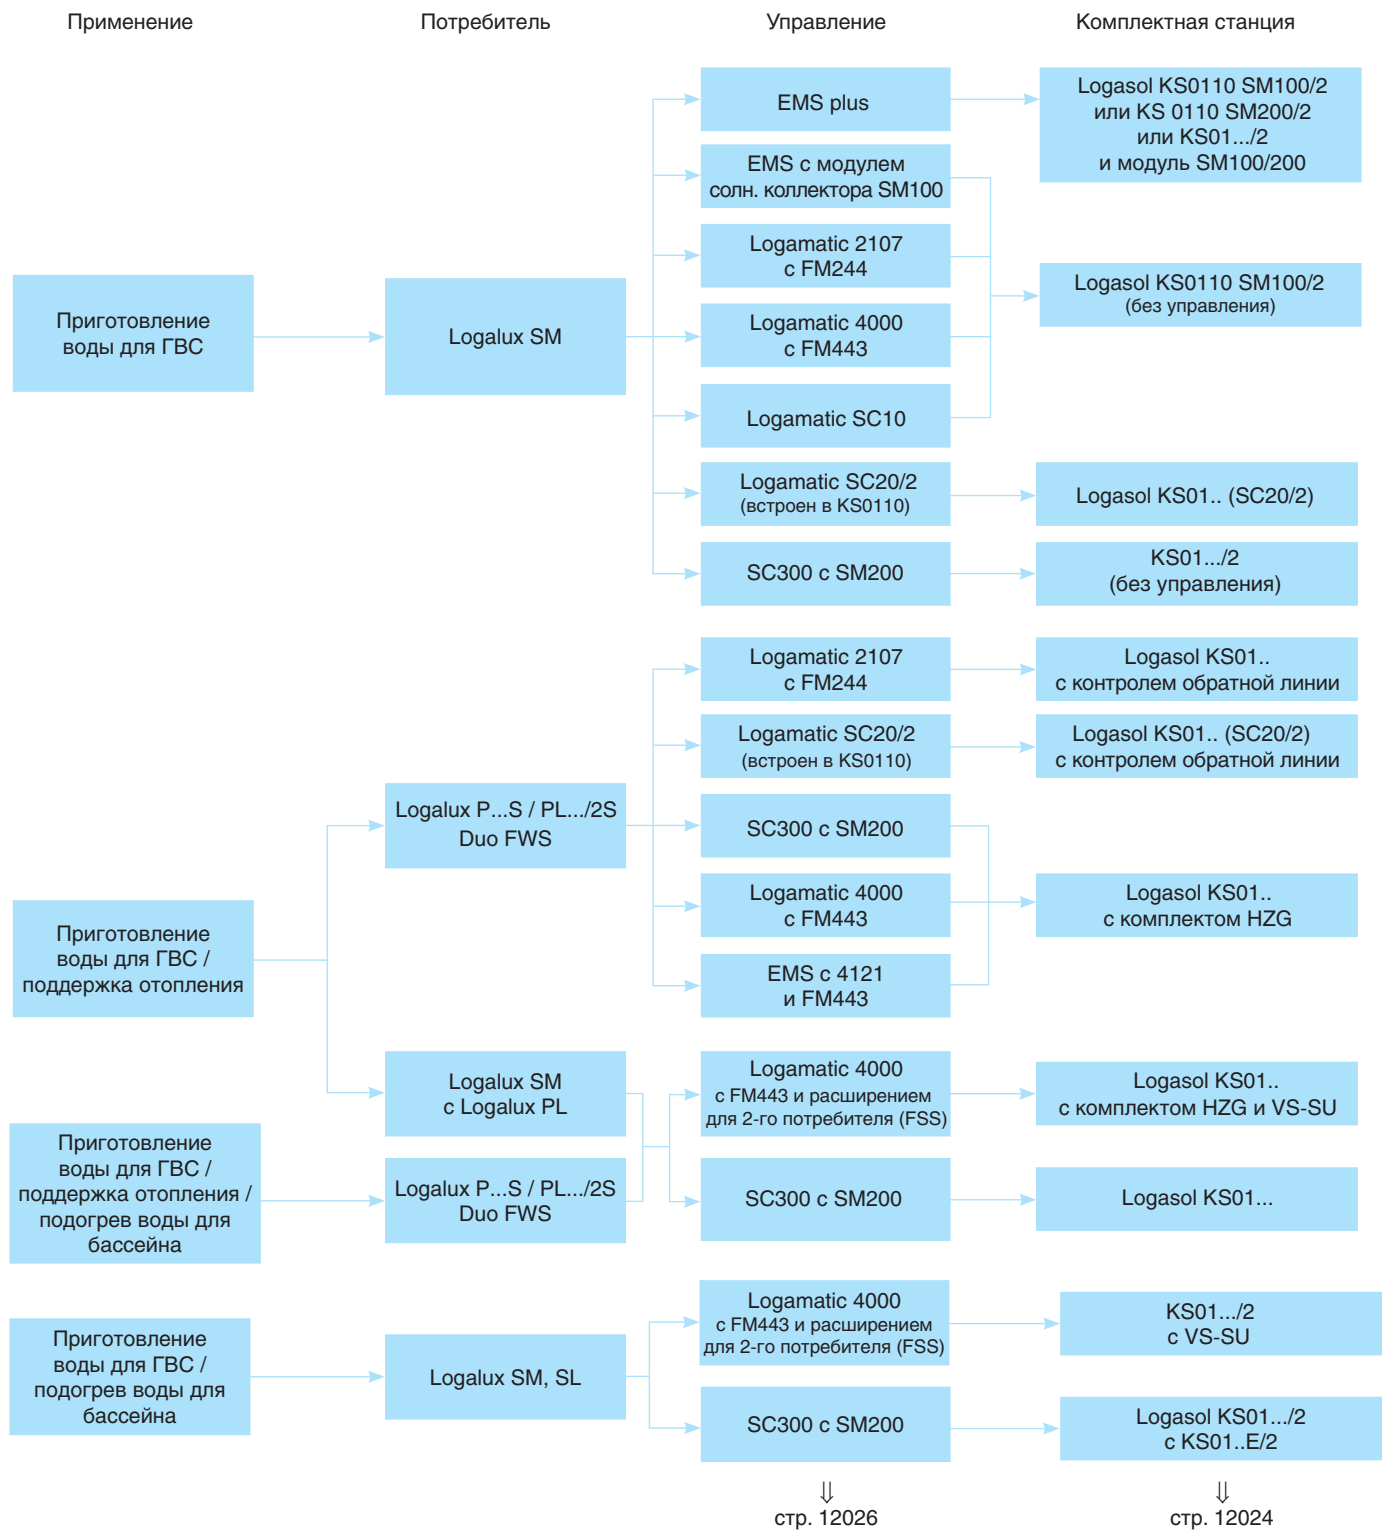 Применение
Потребитель
Управление
Комплектная станция
Приготовление
воды для ГВС
Logalux SM
EMS plus
Logasol KS0110 SM100/2
или KS 0110 SM200/2
или KS01.../2
и модуль SM100/200
EMS с модулем
солн. коллектора SM100
Logamatic 2107
с FM244
Logamatic 4000
с FM443
Logamatic SC10
Logasol KS0110 SM100/2
(без управления)
Logamatic SC20/2
(встроен в KS0110)
Logasol KS01.. (SC20/2)
SC300 с SM200
KS01.../2
(без управления)
Приготовление
воды для ГВС /
поддержка отопления
Logalux P...S / PL.../2S
Duo FWS
Logamatic 2107
с FM244
Logasol KS01..
с контролем обратной линии
Logamatic SC20/2
(встроен в KS0110)
Logasol KS01.. (SC20/2)
с контролем обратной линии
SC300 с SM200
Logamatic 4000
с FM443
EMS с 4121
и FM443
Logasol KS01..
с комплектом HZG
Logalux SM
с Logalux PL
Logamatic 4000
с FM443 и расширением
для 2-го потребителя (FSS)
Logasol KS01..
с комплектом HZG и VS-SU
Приготовление
воды для ГВС /
поддержка отопления /
подогрев воды для
бассейна
Logalux P...S / PL.../2S
Duo FWS
SC300 с SM200
Logasol KS01...
Приготовление
воды для ГВС /
подогрев воды для
бассейна
Logalux SM, SL
Logamatic 4000
с FM443 и расширением
для 2-го потребителя (FSS)
KS01.../2
с VS-SU
SC300 с SM200
Logasol KS01.../2
с KS01..E/2
⇓
стр. 12026
⇓
стр. 12024